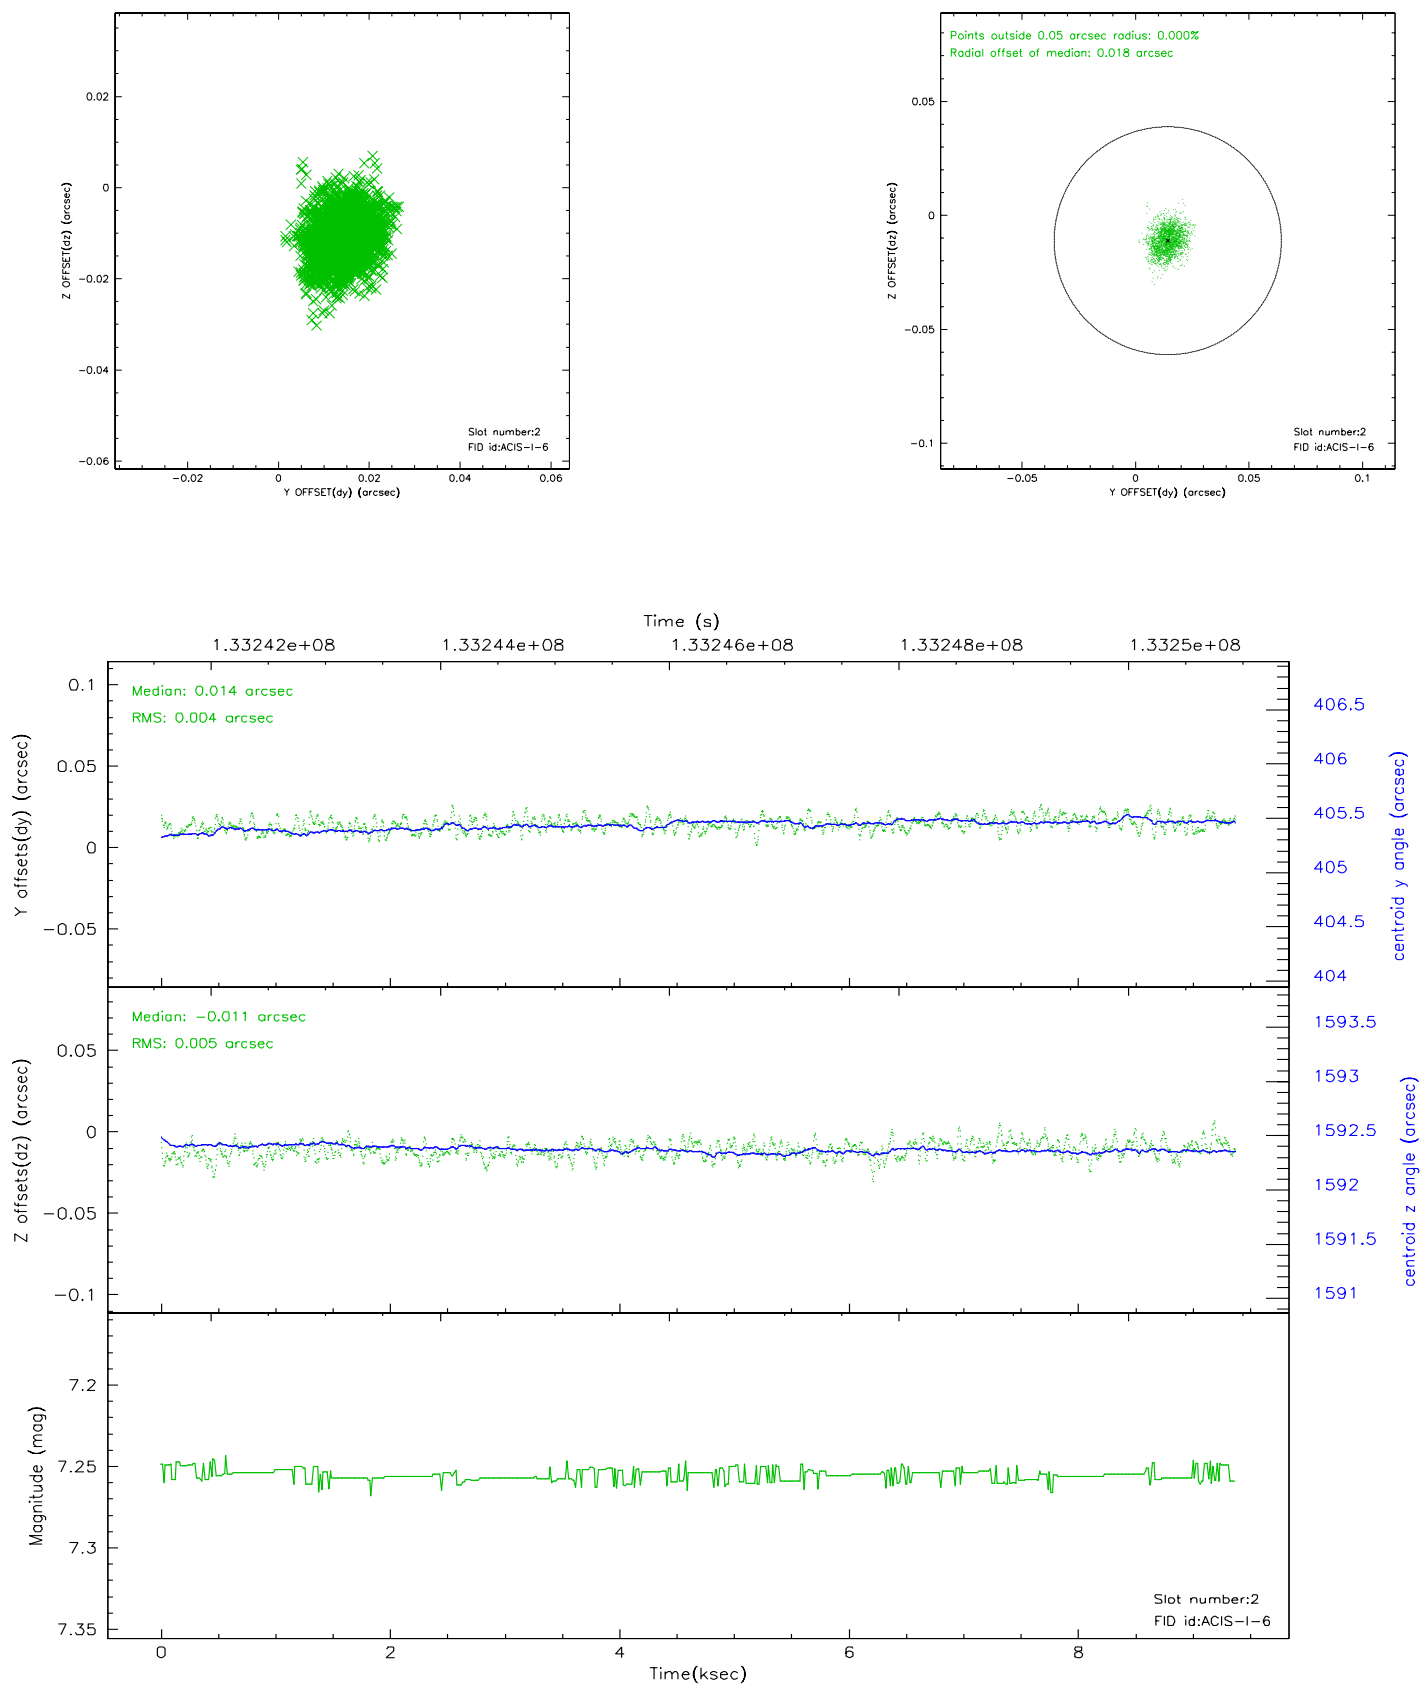 0.02
0
−0.02
−0.04
−0.06
Z OFFSET(dz) (arcsec)
Slot number:2
FID id:ACIS−I−6
−0.02 0 0.02 0.04 0.06
Y OFFSET(dy) (arcsec)
Points outside 0.05 arcsec radius: 0.000%
Radial offset of median: 0.018 arcsec
0.05
0
−0.05
−0.1
Z OFFSET(dz) (arcsec)
Slot number:2
FID id:ACIS−I−6
−0.05 0 0.05 0.1
Y OFFSET(dy) (arcsec)
Time (s)
1.33242e+08 1.33244e+08 1.33246e+08 1.33248e+08 1.3325e+08
Median: 0.014 arcsec
RMS: 0.004 arcsec
0.1
0.05
0
−0.05
Y offsets(dy) (arcsec)
406.5
406
405.5
405
404.5
404
centroid y angle (arcsec)
Median: −0.011 arcsec
RMS: 0.005 arcsec
0.05
0
−0.05
−0.1
Z offsets(dz) (arcsec)
1593.5
1593
1592.5
1592
1591.5
1591
centroid z angle (arcsec)
7.2
7.25
7.3
7.35
Magnitude (mag)
Slot number:2
FID id:ACIS−I−6
0 2 4 6 8
Time(ksec)